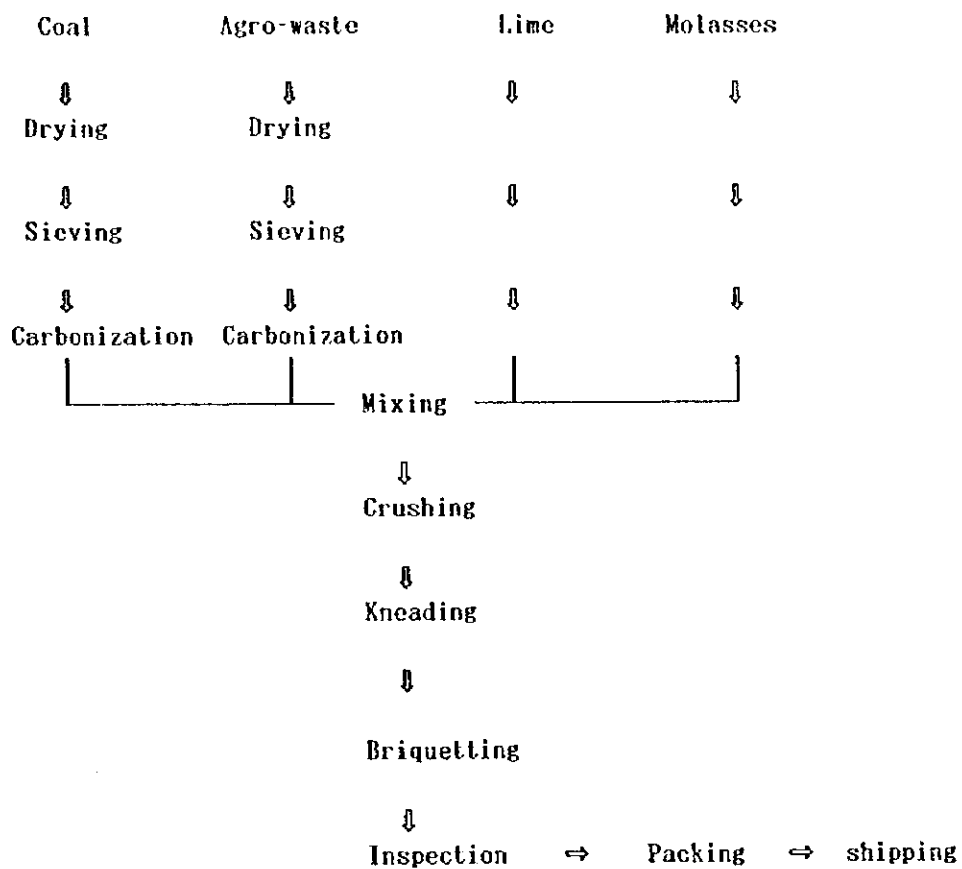 Coal Agro-waste Lime Molasses
⇓ ⇓ ⇓ ⇓
Drying Drying
⇓ ⇓ ⇓ ⇓
Sieving Sieving
⇓ ⇓ ⇓ ⇓
Carbonization Carbonization
Mixing
⇓
Crushing
⇓
Kneading
⇓
Briquetting
⇓
Inspection ⇨ Packing ⇨ shipping